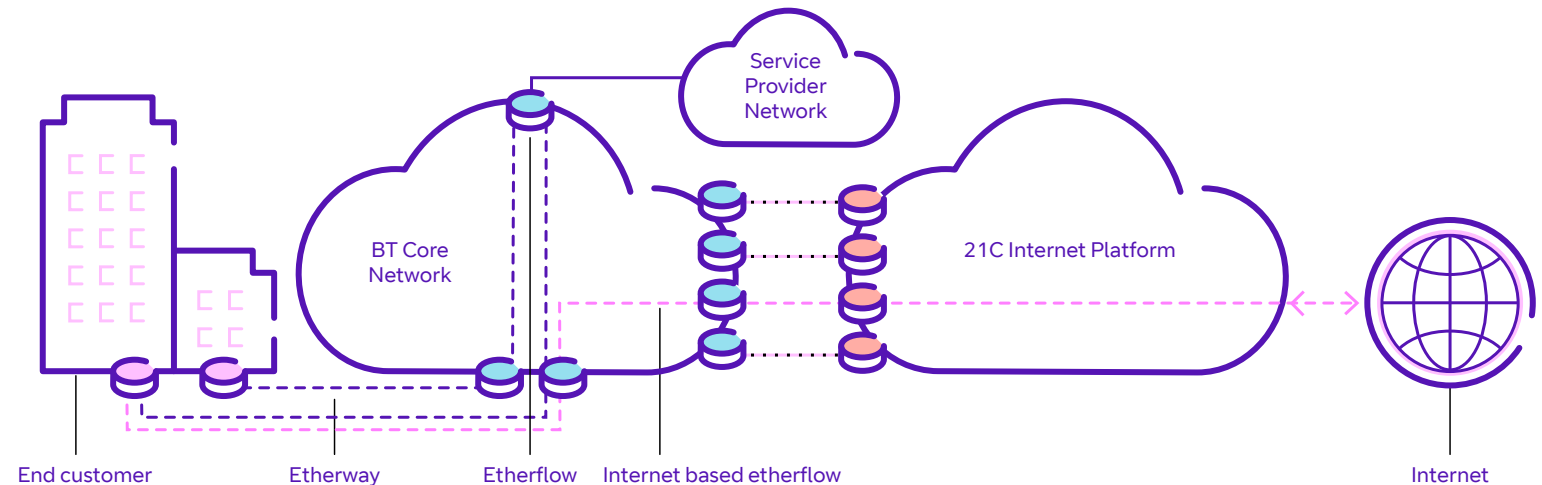 Service
Provider
Network
BT Core
Network
21C Internet Platform
End customer
Etherway
Etherflow
Internet based etherflow
Internet